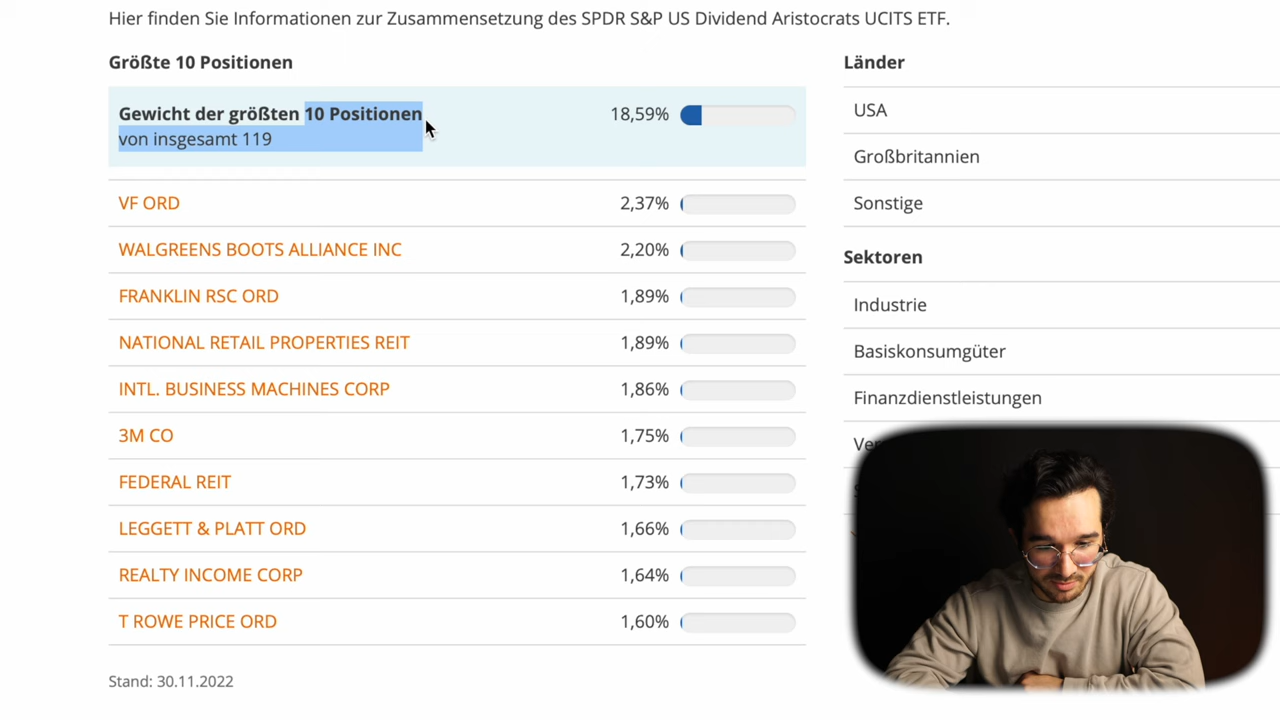 Hier finden Sie Informationen zur Zusammensetzung des SPDR S&P US Dividend Aristocrats UCITS ETF.
Größte 10 Positionen
Gewicht der größten 10 Positionen 18,59%
von insgesamt 119
VF ORD 2,37%
WALGREENS BOOTS ALLIANCE INC 2,20%
FRANKLIN RSC ORD 1,89%
NATIONAL RETAIL PROPERTIES REIT 1,89%
INTL. BUSINESS MACHINES CORP 1,86%
3M CO 1,75%
FEDERAL REIT 1,73%
LEGGETT & PLATT ORD 1,66%
REALTY INCOME CORP 1,64%
T ROWE PRICE ORD 1,60%
Stand: 30.11.2022
Länder
USA
Großbritannien
Sonstige
Sektoren
Industrie
Basiskonsumgüter
Finanzdienstleistungen